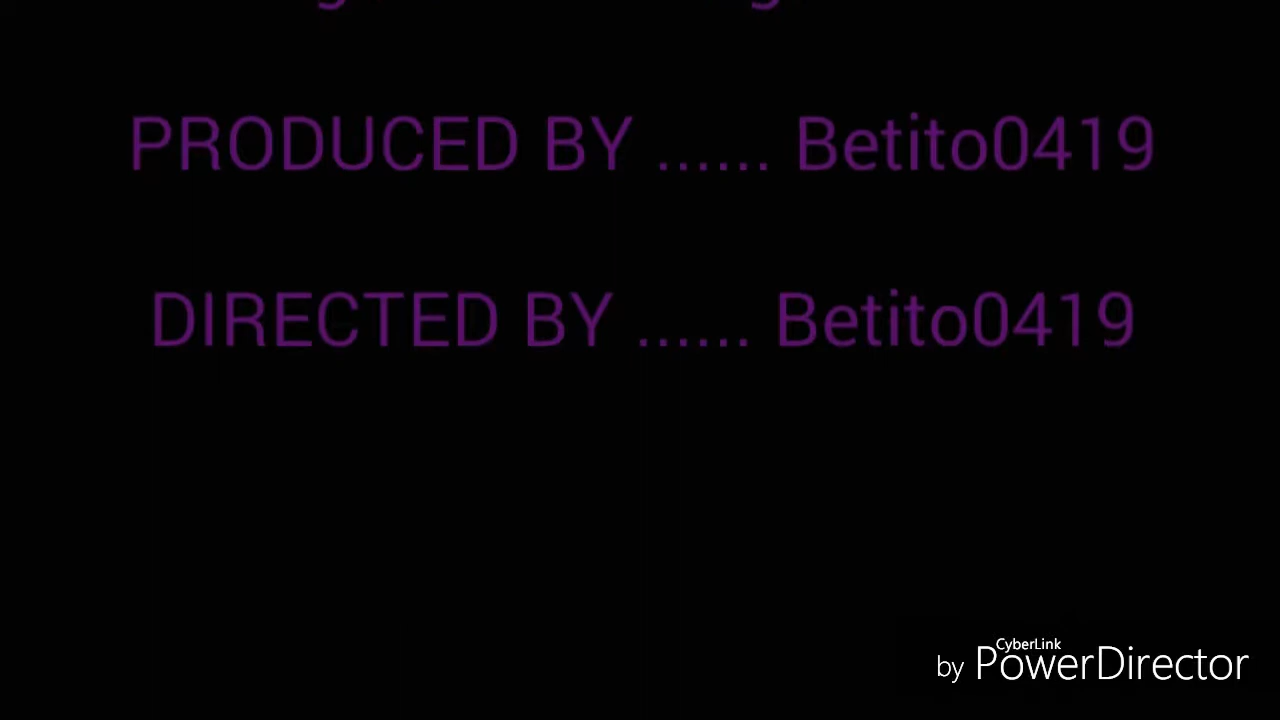 PRODUCED BY ...... Betito0419
DIRECTED BY ...... Betito0419
CyberLink
by PowerDirector